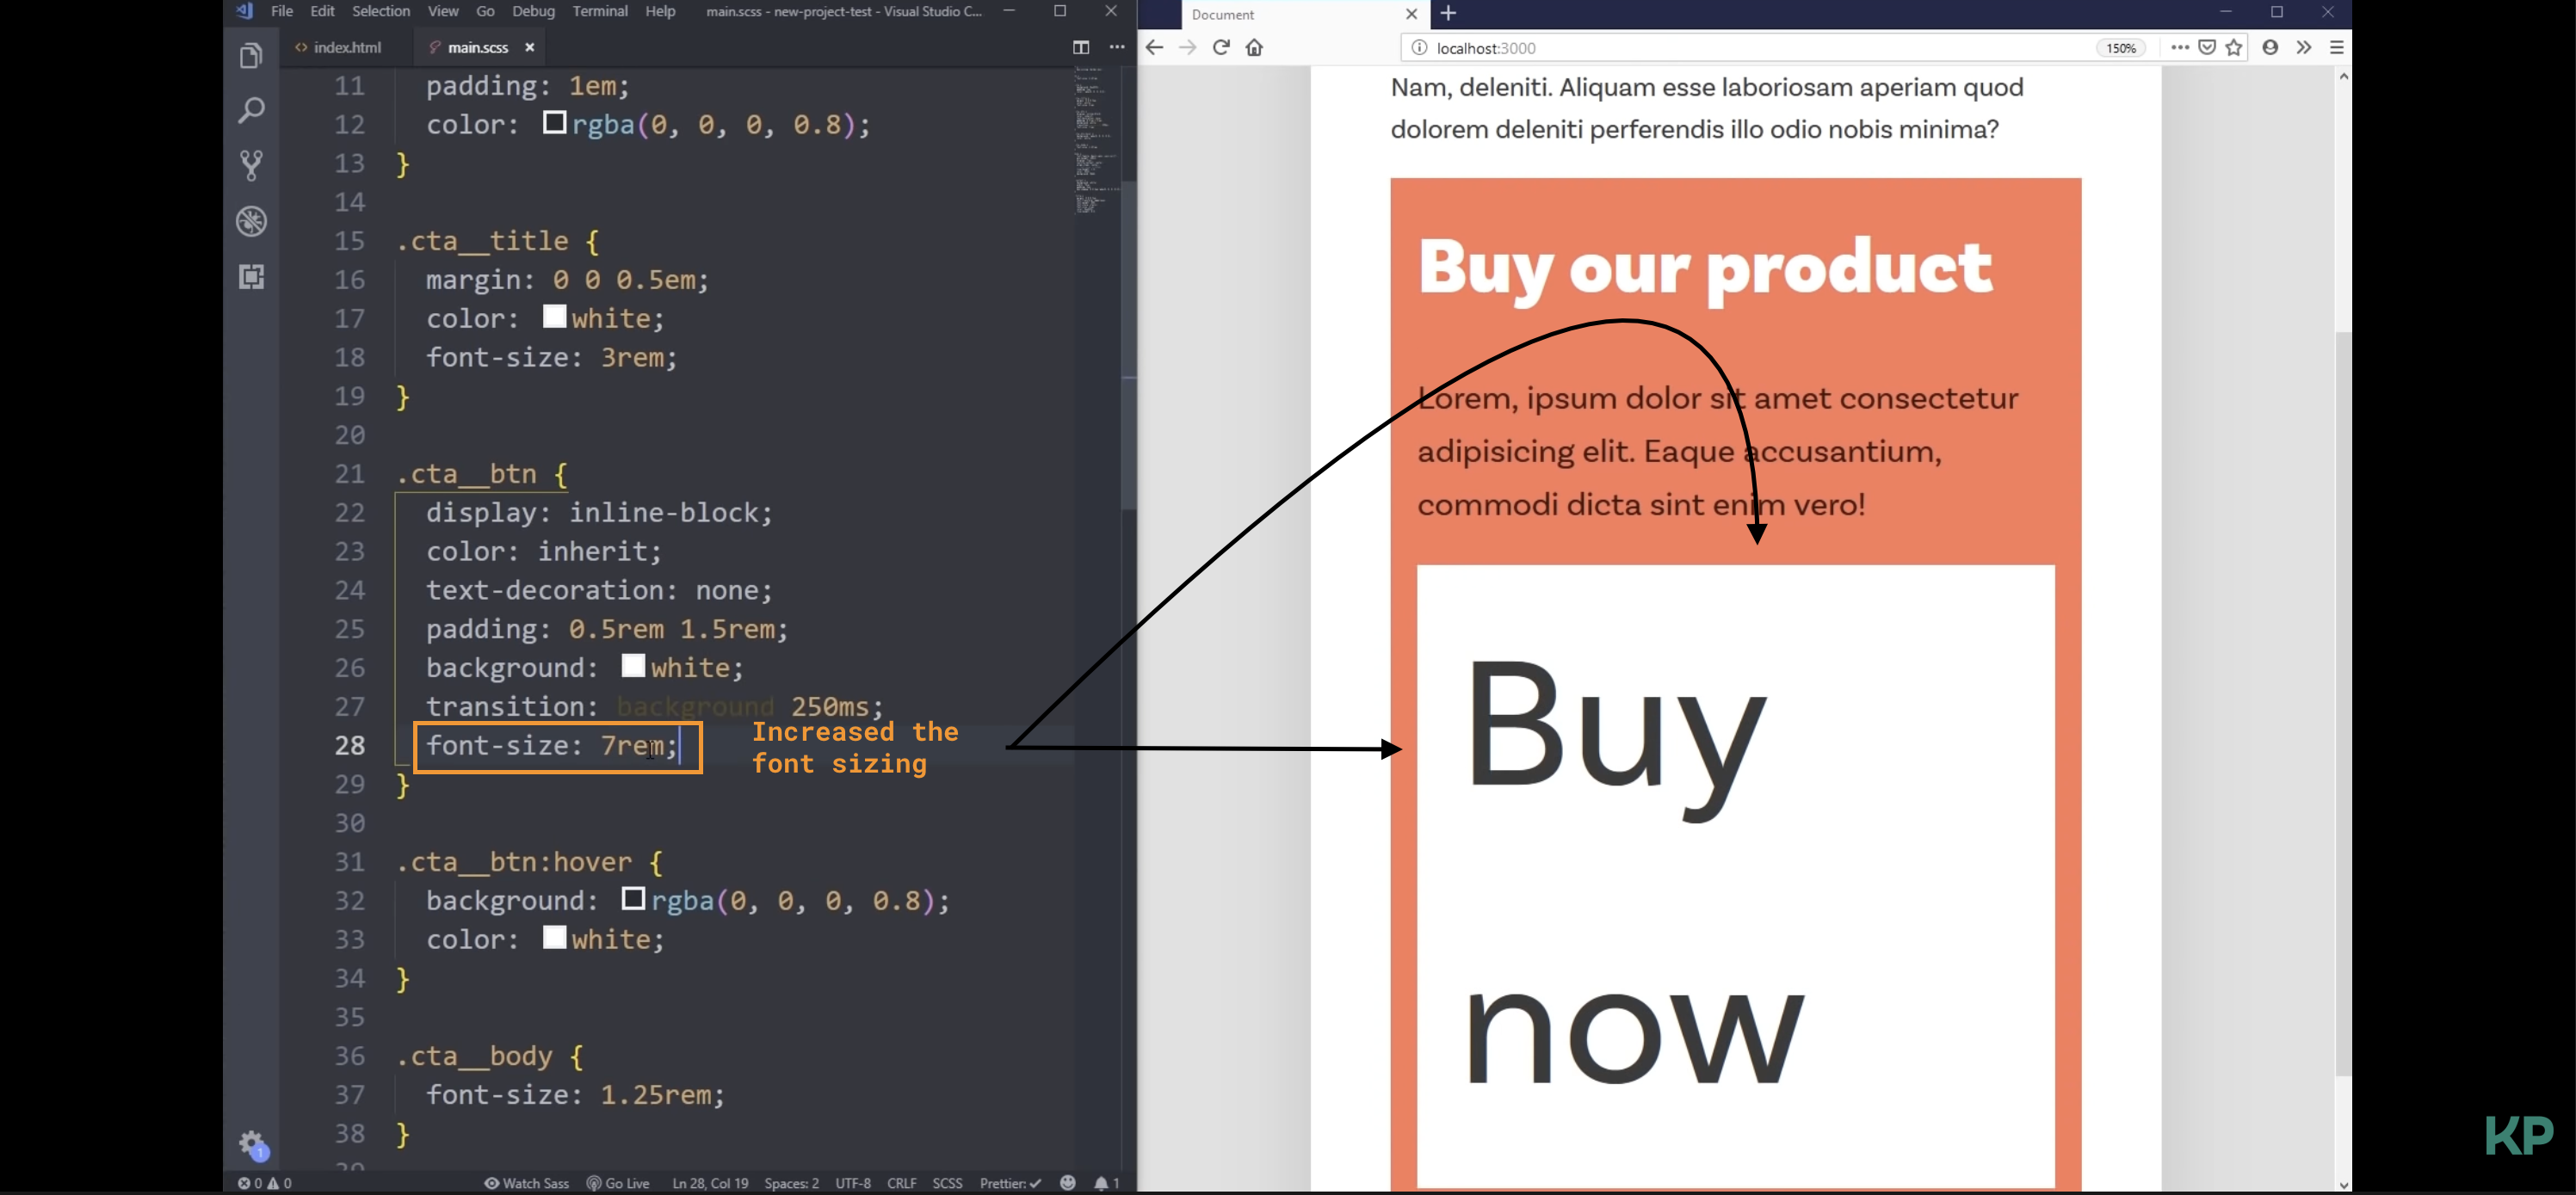 File Edit Selection View Go Debug Terminal Help main.scss - new-project-test - Visual Studio C...
index.html main.scss
11 padding: 1em;
12 color: rgba(0, 0, 0, 0.8);
13 }
14
15 .cta__title {
16 margin: 0 0 0.5em;
17 color: white;
18 font-size: 3rem;
19 }
20
21 .cta__btn {
22 display: inline-block;
23 color: inherit;
24 text-decoration: none;
25 padding: 0.5rem 1.5rem;
26 background: white;
27 transition: background 250ms;
28 font-size: 7rem;
29 }
30
31 .cta__btn:hover {
32 background: rgba(0, 0, 0, 0.8);
33 color: white;
34 }
35
36 .cta__body {
37 font-size: 1.25rem;
38 }
Increased the
font sizing
1
0 0 Watch Sass Go Live Ln 28, Col 19 Spaces: 2 UTF-8 CRLF SCSS Prettier: ✓ 1
Document
localhost:3000 150%
Nam, deleniti. Aliquam esse laboriosam aperiam quod
dolorem deleniti perferendis illo odio nobis minima?
Buy our product
Lorem, ipsum dolor sit amet consectetur
adipisicing elit. Eaque accusantium,
commodi dicta sint enim vero!
Buy
now
KP